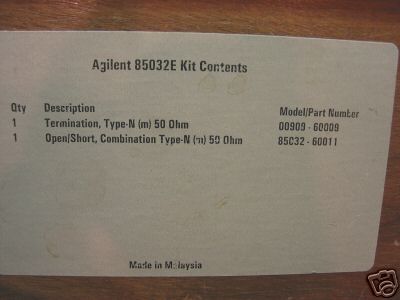 Agilent 85032E Kit Contents
Qty Description Model/Part Number
1 Termination, Type-N (m) 50 Ohm 00909 - 60009
1 Open/Short, Combination Type-N (m) 50 Ohm 85032 - 60011
Made in Malaysia